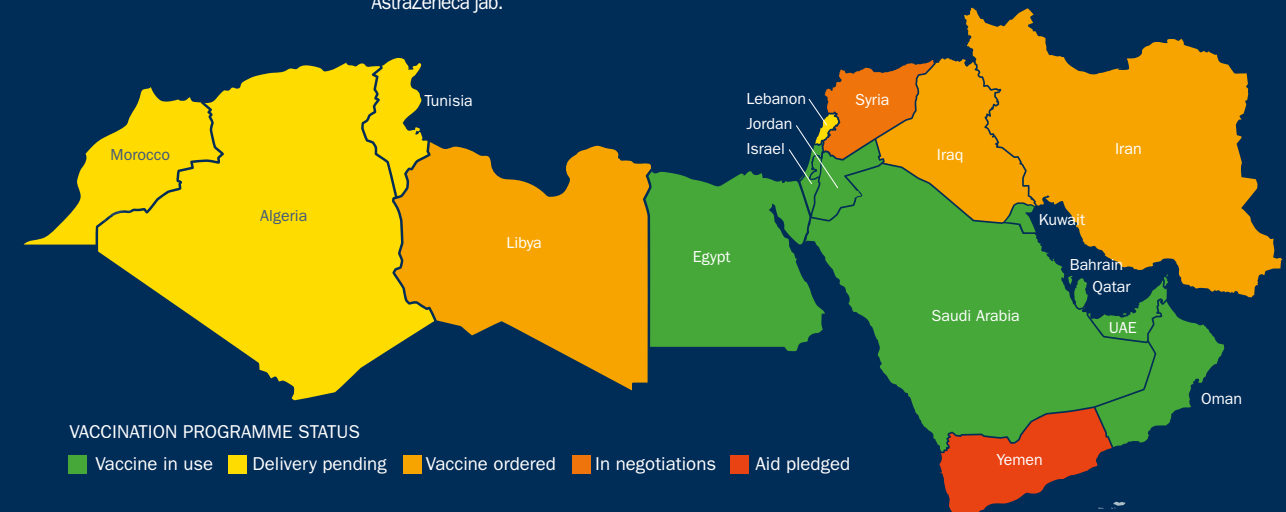 AstraZeneca jab.
Tunisia
Morocco
Algeria
Libya
Egypt
Lebanon
Jordan
Israel
Syria
Iraq
Iran
Kuwait
Bahrain
Qatar
Saudi Arabia
UAE
Oman
Yemen
VACCINATION PROGRAMME STATUS
Vaccine in use Delivery pending Vaccine ordered In negotiations Aid pledged